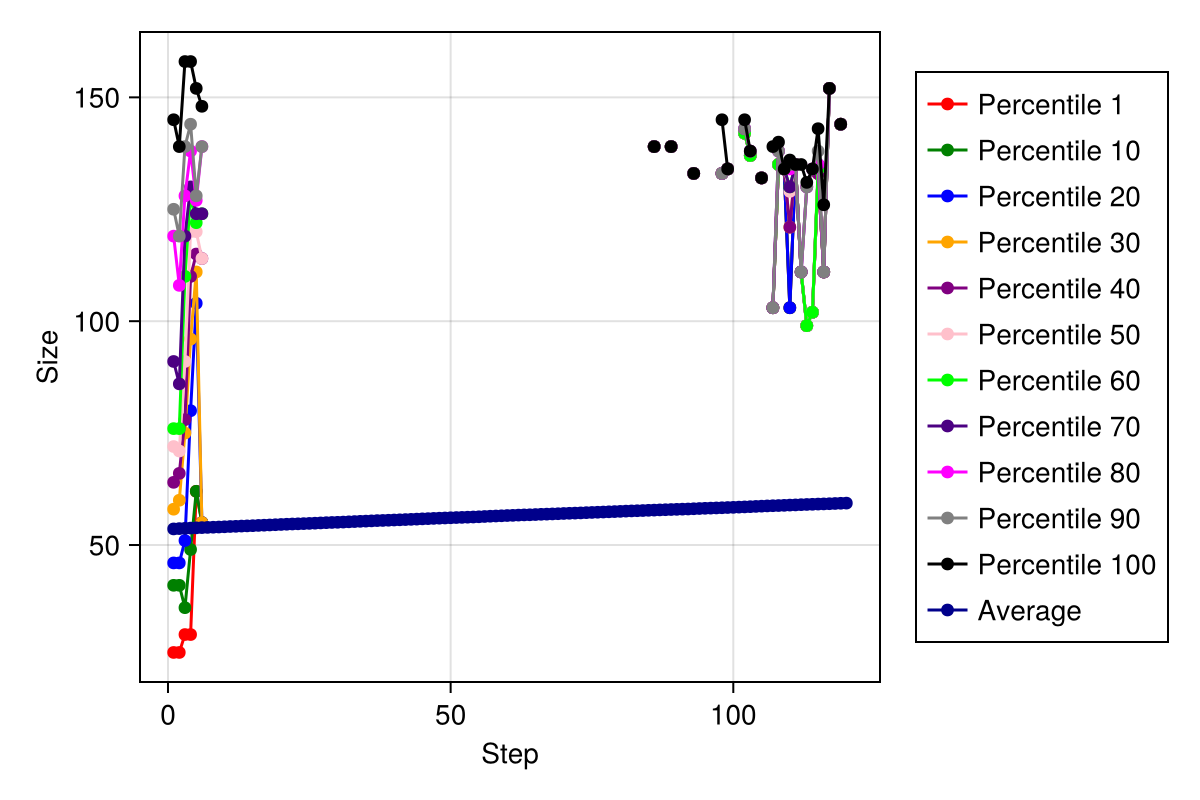 150
100
50
Size
0
50
100
Step
Percentile 1
Percentile 10
Percentile 20
Percentile 30
Percentile 40
Percentile 50
Percentile 60
Percentile 70
Percentile 80
Percentile 90
Percentile 100
Average